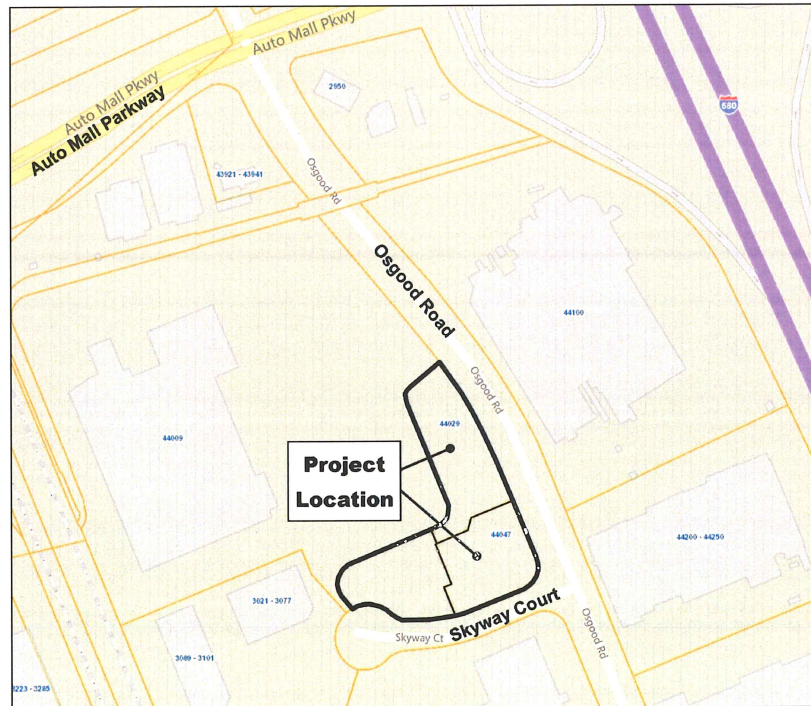 Auto Mall Pkwy
Auto Mall Pkwy
Auto Mall Parkway
2950
680
43921 - 43941
Osgood Rd
Osgood Road
44100
Osgood Rd
44029
44009
Project
Location
44047
44200 - 44250
3021 - 3077
Skyway Court
Skyway Ct
Osgood Rd
3089 - 3101
3223 - 3285